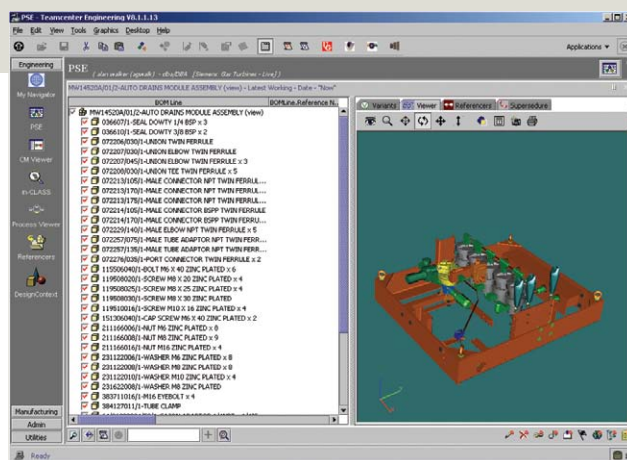 PSE - Teamcenter Engineering V8.1.1.13
File Edit View Tools Graphics Desktop Help
Applications
Engineering
My Navigator
PSE
CM Viewer
in-CLASS
Process Viewer
Referencers
DesignContext
Manufacturing
Admin
Utilities
PSE
MW14520A/01/2-AUTO DRAINS MODULE ASSEMBLY (view) - Latest Working - Date - "Now"
BOM Line BOMLine.Reference N...
MW14520A/01/2-AUTO DRAINS MODULE ASSEMBLY (view)
036607/1-SEAL DOWTY 1/4 BSP x 3
036610/1-SEAL DOWTY 3/8 BSP x 2
072206/030/1-UNION TWIN FERRULE
072207/030/1-UNION ELBOW TWIN FERRULE
072207/045/1-UNION ELBOW TWIN FERRULE x 3
072208/030/1-UNION TEE TWIN FERRULE x 5
072213/105/1-MALE CONNECTOR NPT TWIN FERRUL...
072213/170/1-MALE CONNECTOR NPT TWIN FERRUL...
072213/175/1-MALE CONNECTOR NPT TWIN FERRUL...
072214/105/1-MALE CONNECTOR BSPP TWIN FERRULE
072214/170/1-MALE CONNECTOR BSPP TWIN FERRUL...
072229/140/1-MALE ELBOW NPT TWIN FERRULE x 5
072257/075/1-MALE TUBE ADAPTOR NPT TWIN FERR...
072257/135/1-MALE TUBE ADAPTOR NPT TWIN FERR...
072276/035/1-PORT CONNECTOR TWIN FERRULE x 2
115506040/1-BOLT M6 X 40 ZINC PLATED x 6
119508020/1-SCREW M8 X 20 ZINC PLATED x 4
119508025/1-SCREW M8 X 25 ZINC PLATED x 4
119508030/1-SCREW M8 X 30 ZINC PLATED
119510016/1-SCREW M10 X 16 ZINC PLATED x 4
151306040/1-CAP SCREW M6 X 40 ZINC PLATED x 2
211166006/1-NUT M6 ZINC PLATED x 8
211166008/1-NUT M8 ZINC PLATED x 9
211166016/1-NUT M16 ZINC PLATED x 4
231122006/1-WASHER M6 ZINC PLATED x 8
231122008/1-WASHER M8 ZINC PLATED x 8
231122010/1-WASHER M10 ZINC PLATED x 4
231622008/1-WASHER M8 ZINC PLATED
383711016/1-M16 EYEBOLT x 4
384127011/1-TUBE CLAMP
Variants Viewer Referencers Supersedure
Ready